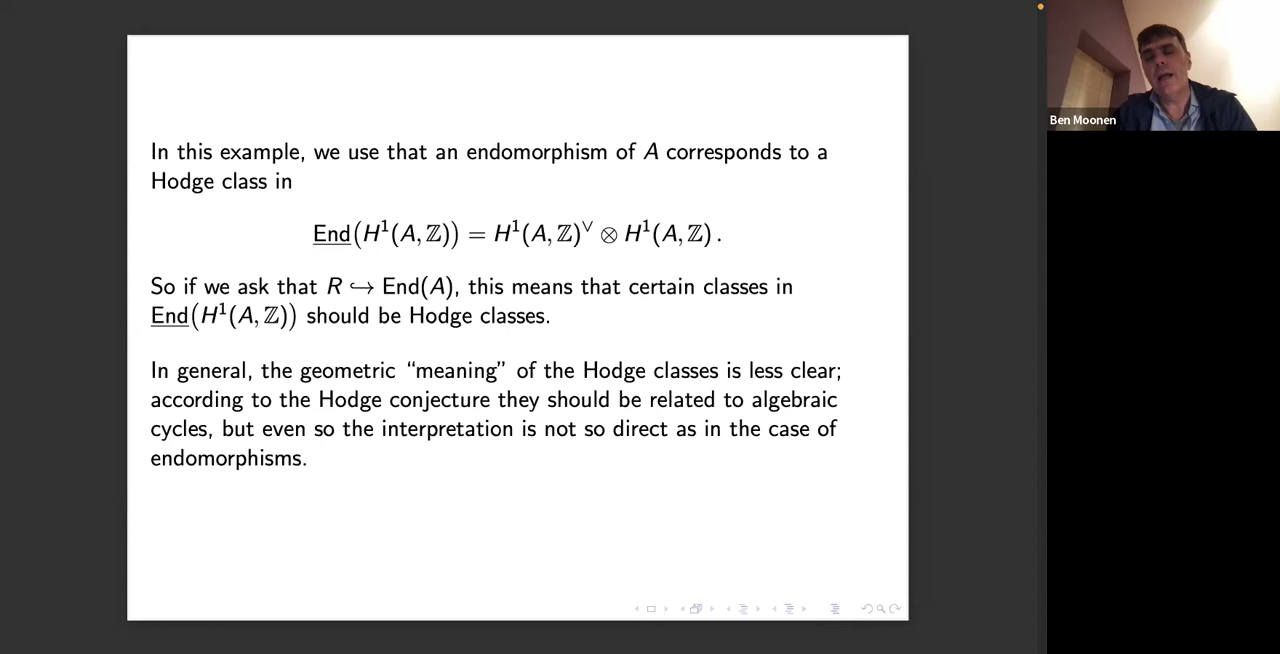 In this example, we use that an endomorphism of A corresponds to a
Hodge class in
End(H¹(A, ℤ)) = H¹(A, ℤ)^∨ ⊗ H¹(A, ℤ) .
So if we ask that R ↪ End(A), this means that certain classes in
End(H¹(A, ℤ)) should be Hodge classes.
In general, the geometric “meaning” of the Hodge classes is less clear;
according to the Hodge conjecture they should be related to algebraic
cycles, but even so the interpretation is not so direct as in the case of
endomorphisms.
Ben Moonen